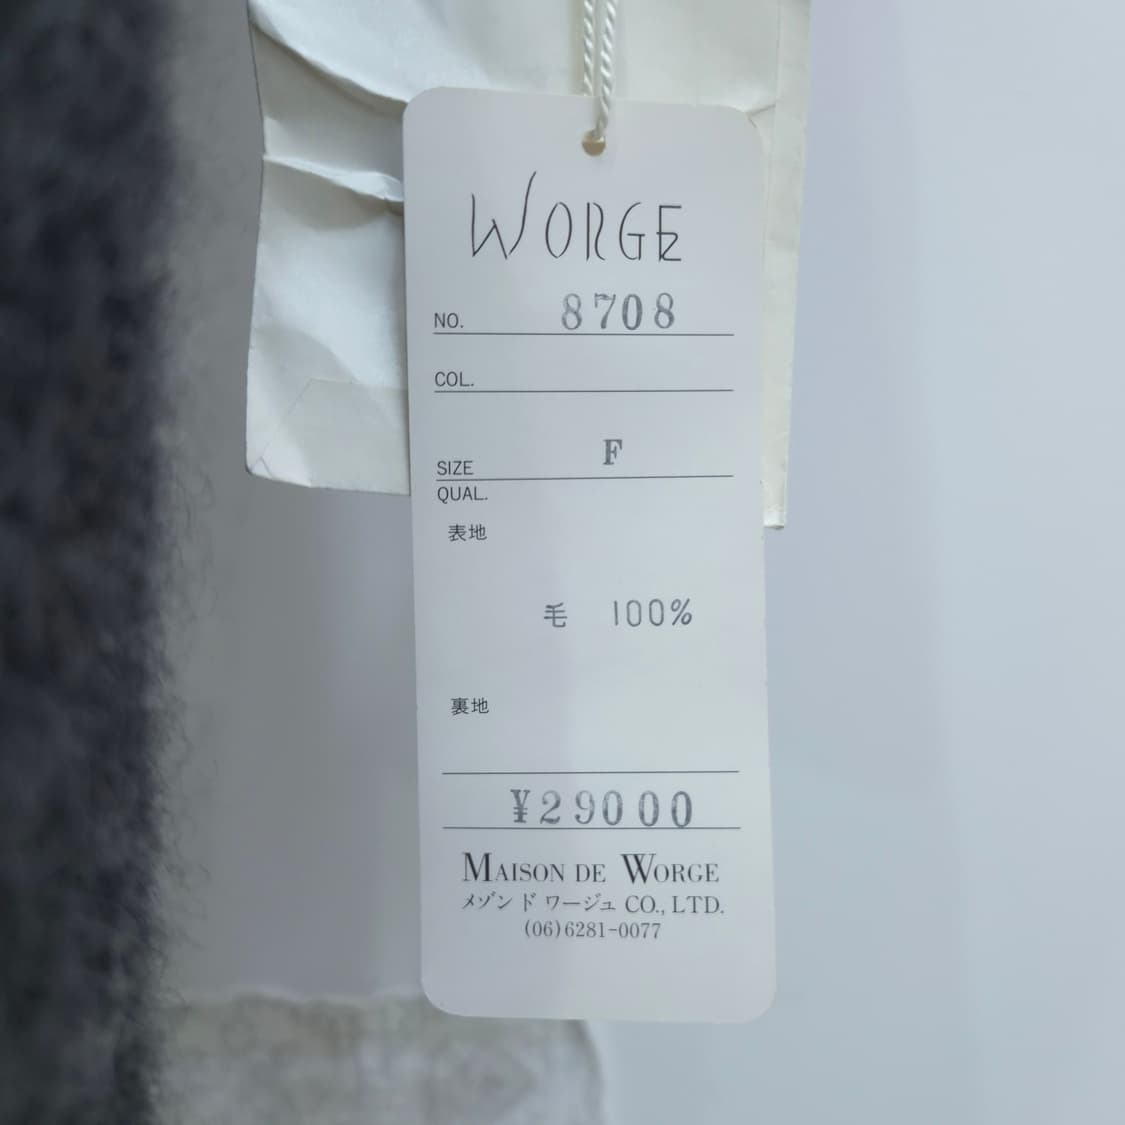 WORGE
NO. 8708
COL.
SIZE F
QUAL.
表地
毛 100%
裏地
¥29000
MAISON DE WORGE
メゾンド ワージュ CO., LTD.
(06)6281-0077